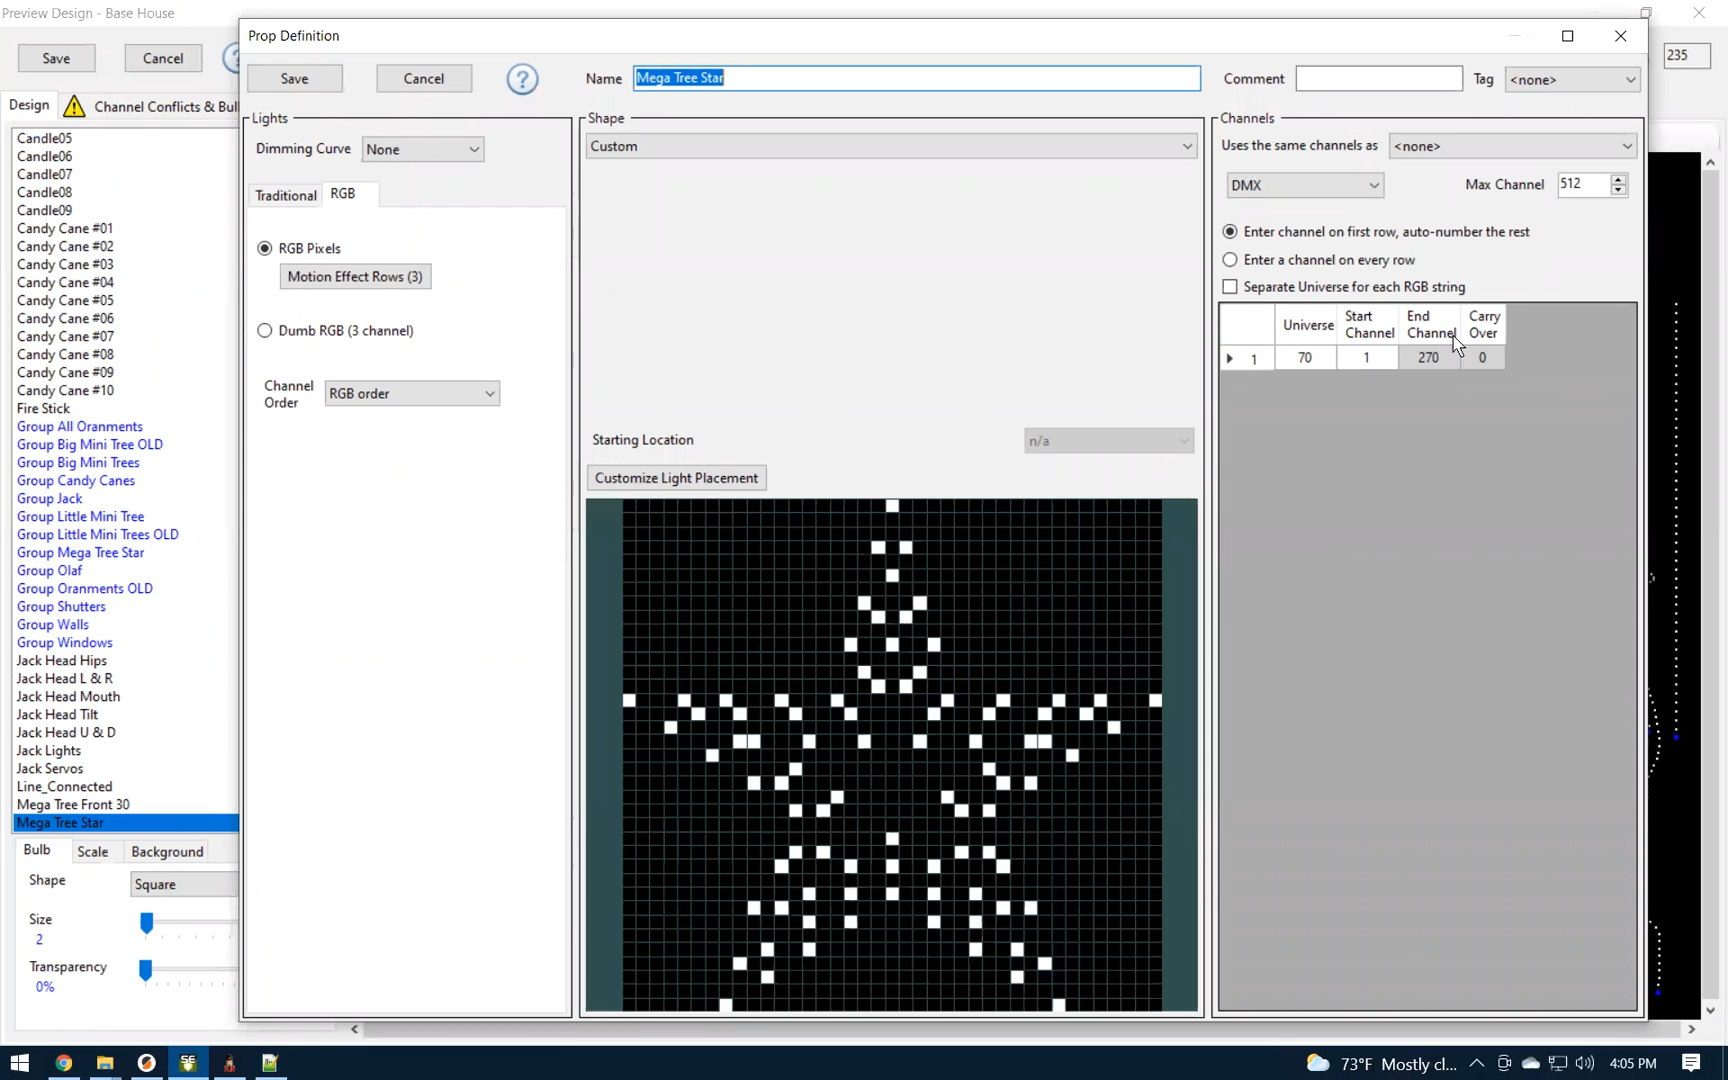 Preview Design - Base House
Save
Cancel
235
Design
Channel Conflicts & Bul
Candle05
Candle06
Candle07
Candle08
Candle09
Candy Cane #01
Candy Cane #02
Candy Cane #03
Candy Cane #04
Candy Cane #05
Candy Cane #06
Candy Cane #07
Candy Cane #08
Candy Cane #09
Candy Cane #10
Fire Stick
Group All Oranments
Group Big Mini Tree OLD
Group Big Mini Trees
Group Candy Canes
Group Jack
Group Little Mini Tree
Group Little Mini Trees OLD
Group Mega Tree Star
Group Olaf
Group Oranments OLD
Group Shutters
Group Walls
Group Windows
Jack Head Hips
Jack Head L & R
Jack Head Mouth
Jack Head Tilt
Jack Head U & D
Jack Lights
Jack Servos
Line_Connected
Mega Tree Front 30
Mega Tree Star
Bulb
Scale
Background
Shape
Square
Size
2
Transparency
0%
Prop Definition
Save
Cancel
?
Name
Mega Tree Star
Comment
Tag
<none>
Lights
Dimming Curve
None
Traditional
RGB
RGB Pixels
Motion Effect Rows (3)
Dumb RGB (3 channel)
Channel
Order
RGB order
Shape
Custom
Starting Location
n/a
Customize Light Placement
Channels
Uses the same channels as
<none>
DMX
Max Channel
512
Enter channel on first row, auto-number the rest
Enter a channel on every row
Separate Universe for each RGB string
Universe
Start
Channel
End
Channel
Carry
Over
1
70
1
270
0
SE
73°F Mostly cl...
4:05 PM